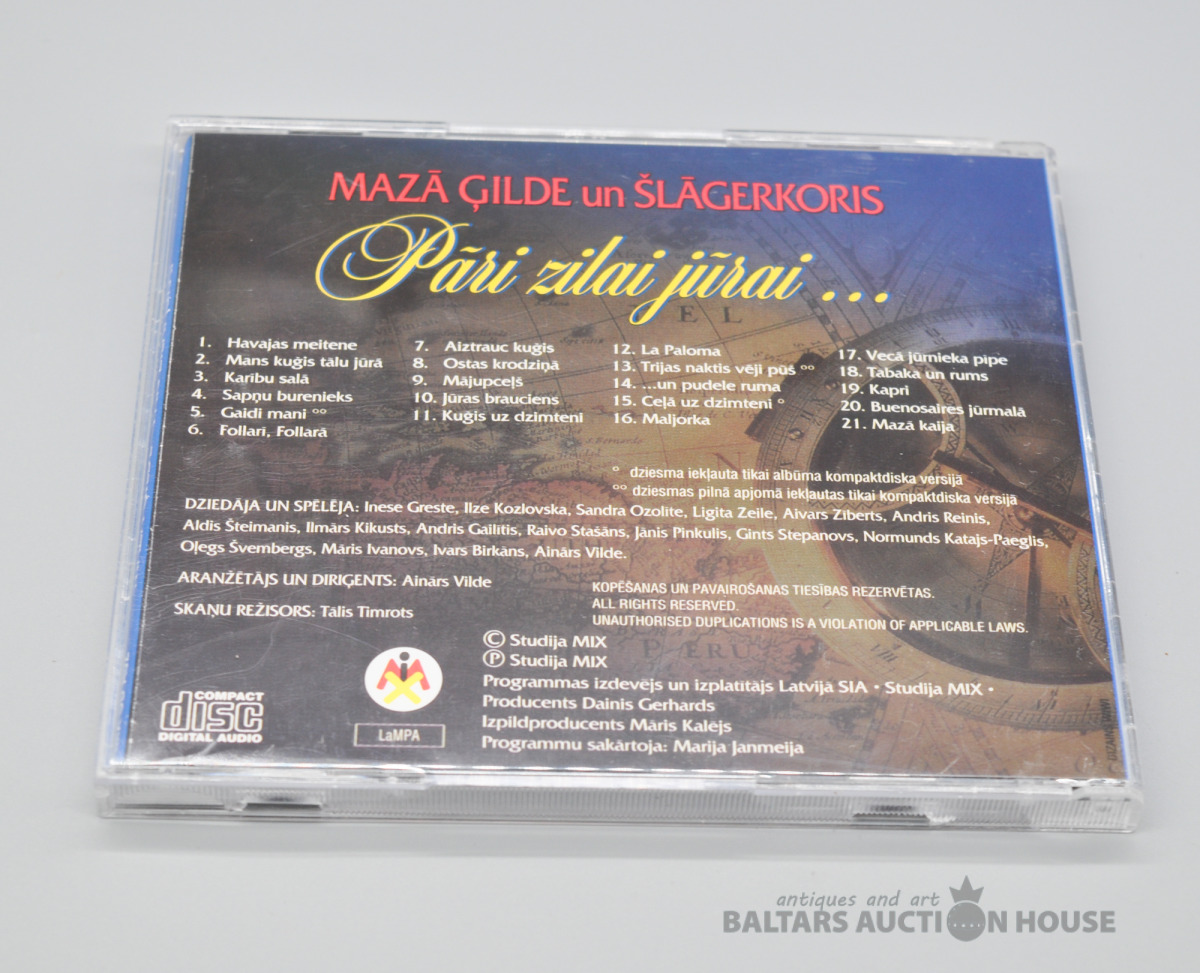 MAZĀ ĢILDE un ŠLĀGERKORIS
Pāri zilai jūrai ...
EL
1. Havajas meitene
2. Mans kuģis tālu jūrā
3. Karību salā
4. Sapņu burenieks
5. Gaidi mani °°
6. Follarī, Follarā
7. Aiztrauc kuģis
8. Ostas krodziņā
9. Mājupceļš
10. Jūras brauciens
11. Kuģis uz dzimteni
12. La Paloma
13. Trijas naktis vēji pūš °°
14. ...un pudele ruma
15. Ceļā uz dzimteni °
16. Maljorka
17. Vecā jūrnieka pipe
18. Tabaka un rums
19. Kapri
20. Buenosaires jūrmalā
21. Mazā kaija
° dziesma iekļauta tikai albūma kompaktdiska versijā
°° dziesmas pilnā apjomā iekļautas tikai kompaktdiska versijā
DZIEDĀJA UN SPĒLĒJA: Inese Greste, Ilze Kozlovska, Sandra Ozolīte, Ligita Zeile, Aivars Zīberts, Andris Reinis,
Aldis Šteimanis, Ilmārs Kikusts, Andris Gailītis, Raivo Stašāns, Jānis Pinkulis, Gints Stepanovs, Normunds Katajs-Paeglis,
Oļegs Švembergs, Māris Ivanovs, Ivars Birkāns, Ainārs Vilde.
ARANŽĒTĀJS UN DIRIĢENTS: Ainārs Vilde
SKAŅU REŽISORS: Tālis Timrots
KOPĒŠANAS UN PAVAIROŠANAS TIESĪBAS REZERVĒTAS.
ALL RIGHTS RESERVED.
UNAUTHORISED DUPLICATIONS IS A VIOLATION OF APPLICABLE LAWS.
PERU
© Studija MIX
℗ Studija MIX
Programmas izdevējs un izplatītājs Latvijā SIA • Studija MIX •
Producents Dainis Gerhards
Izpildproducents Māris Kalējs
Programmu sakārtoja: Marija Janmeija
MiX
LaMPA
COMPACT
disc
DIGITAL AUDIO
antiques and art
BALTARS AUCTION HOUSE